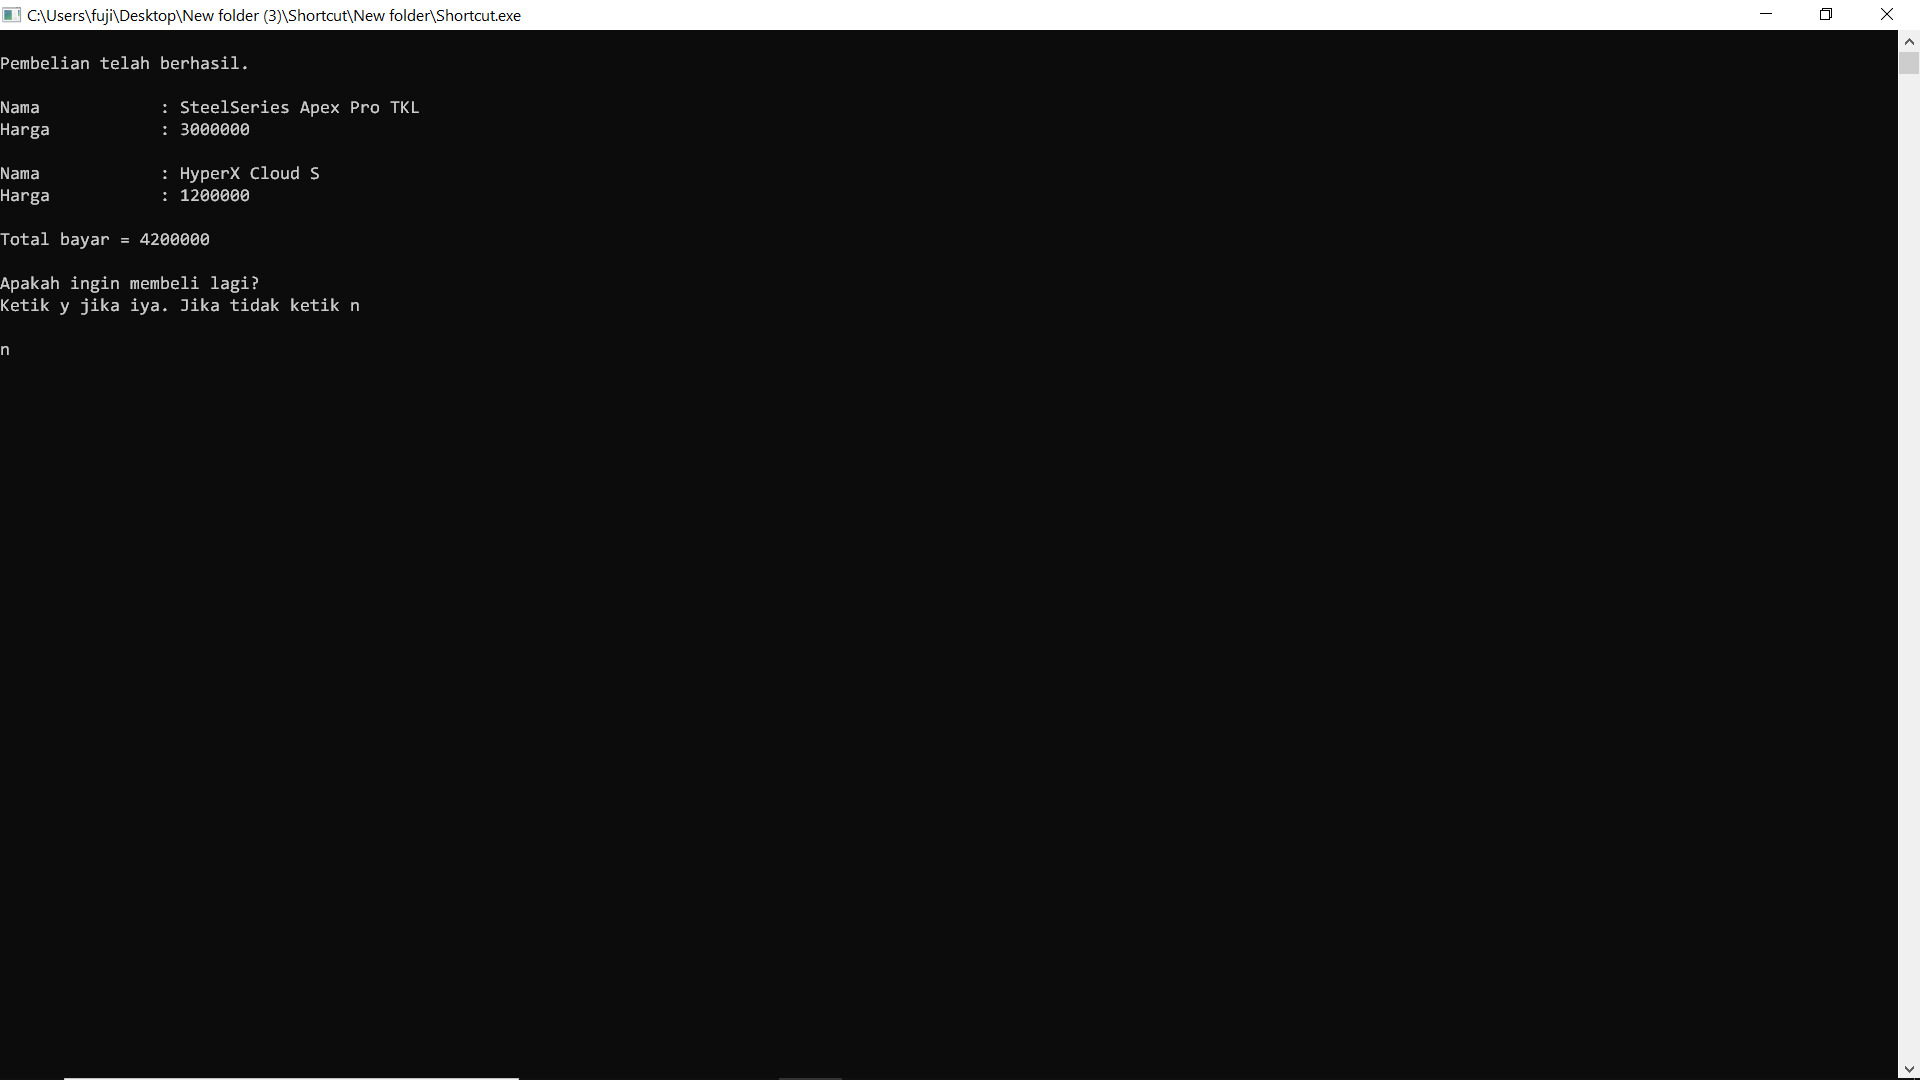 C:\Users\fuji\Desktop\New folder (3)\Shortcut\New folder\Shortcut.exe
Pembelian telah berhasil.
Nama : SteelSeries Apex Pro TKL
Harga : 3000000
Nama : HyperX Cloud S
Harga : 1200000
Total bayar = 4200000
Apakah ingin membeli lagi?
Ketik y jika iya. Jika tidak ketik n
n